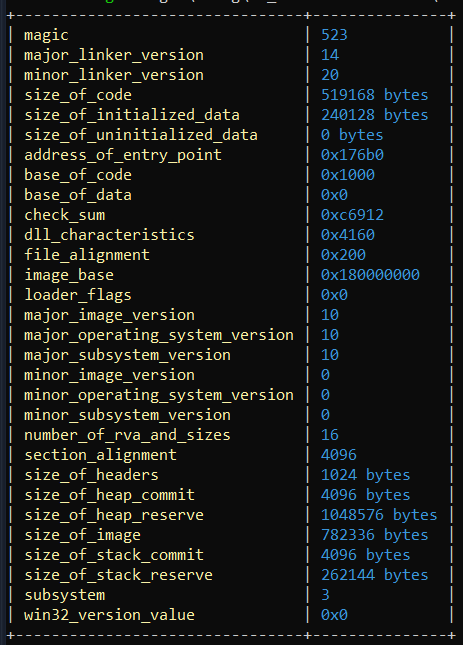 +-------------------------------+--------------+
| magic | 523 |
| major_linker_version | 14 |
| minor_linker_version | 20 |
| size_of_code | 519168 bytes |
| size_of_initialized_data | 240128 bytes |
| size_of_uninitialized_data | 0 bytes |
| address_of_entry_point | 0x176b0 |
| base_of_code | 0x1000 |
| base_of_data | 0x0 |
| check_sum | 0xc6912 |
| dll_characteristics | 0x4160 |
| file_alignment | 0x200 |
| image_base | 0x180000000 |
| loader_flags | 0x0 |
| major_image_version | 10 |
| major_operating_system_version | 10 |
| major_subsystem_version | 10 |
| minor_image_version | 0 |
| minor_operating_system_version | 0 |
| minor_subsystem_version | 0 |
| number_of_rva_and_sizes | 16 |
| section_alignment | 4096 |
| size_of_headers | 1024 bytes |
| size_of_heap_commit | 4096 bytes |
| size_of_heap_reserve | 1048576 bytes |
| size_of_image | 782336 bytes |
| size_of_stack_commit | 4096 bytes |
| size_of_stack_reserve | 262144 bytes |
| subsystem | 3 |
| win32_version_value | 0x0 |
+-------------------------------+--------------+